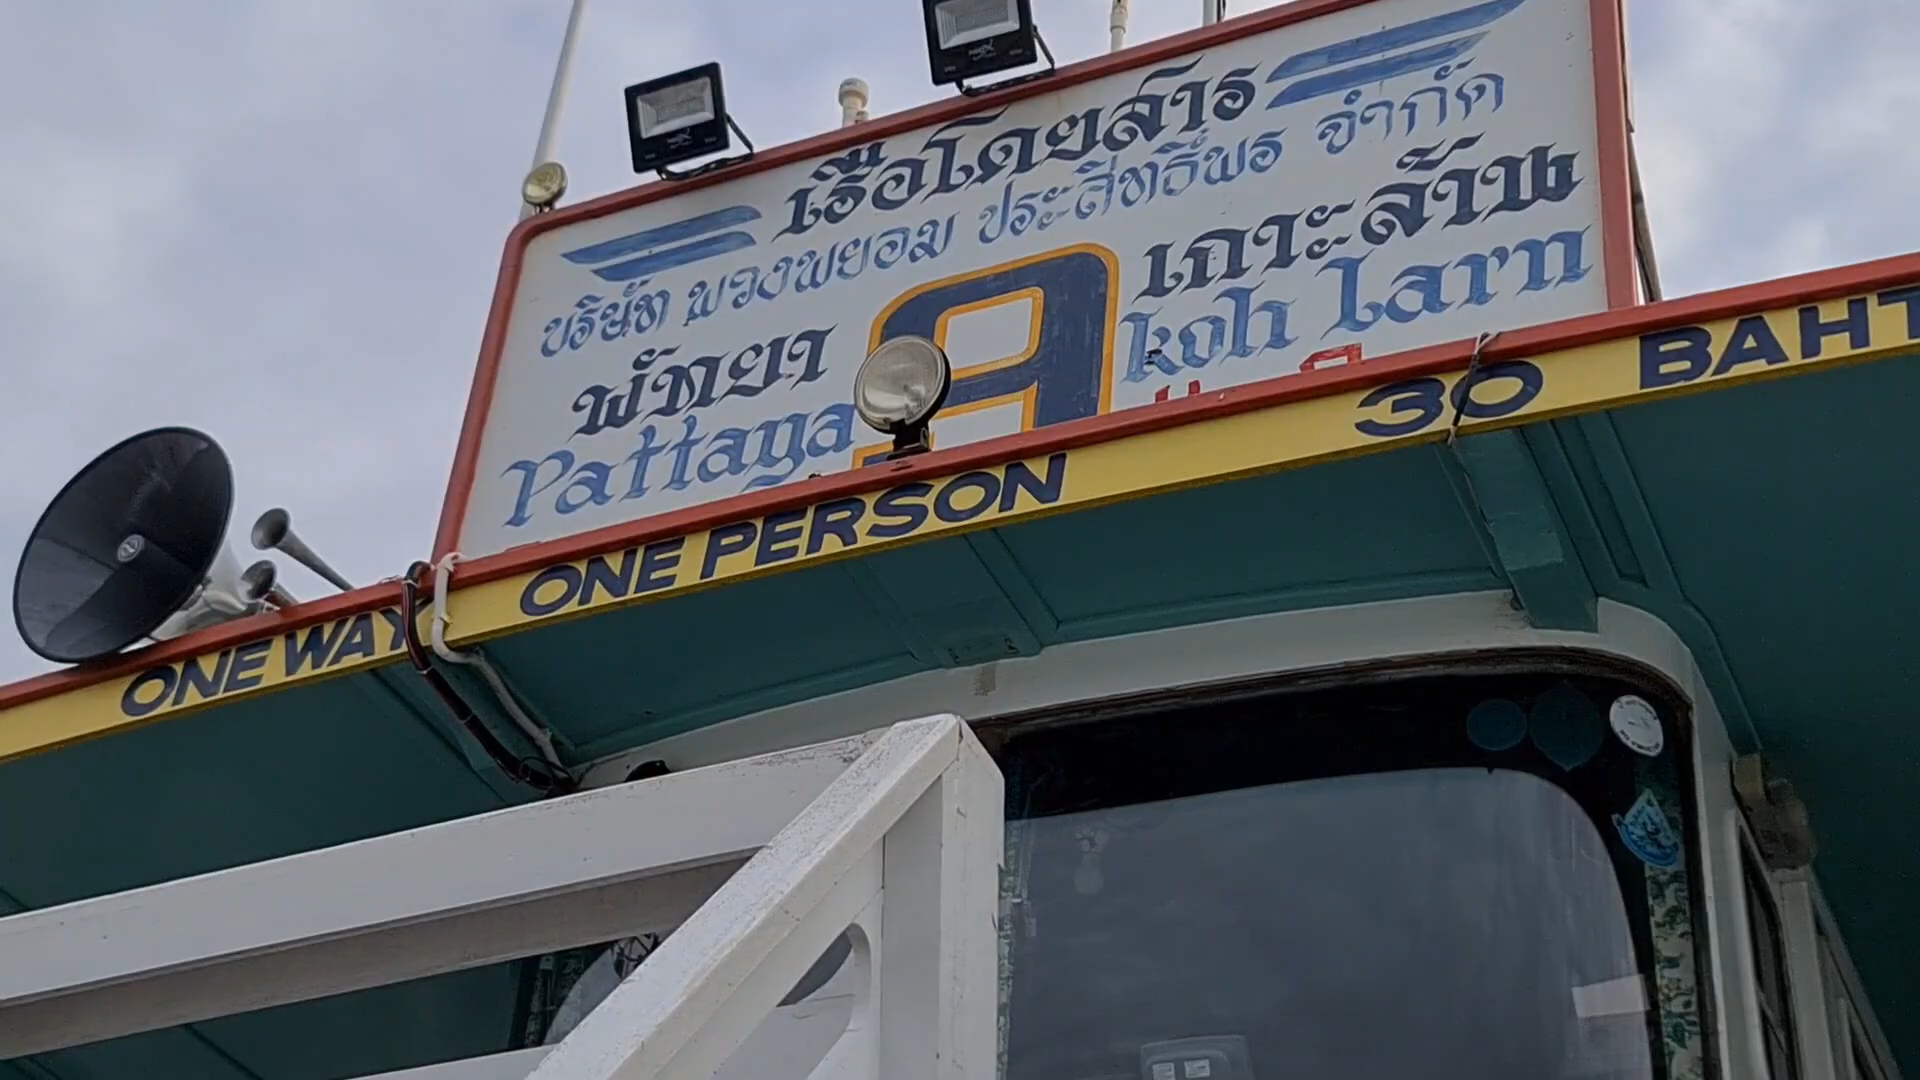 เรือโดยสาร
บริษัท พวงพยอม ประสิทธิ์พร จำกัด
พัทยา 9 เกาะล้าน
Pattaya koh Larn
ONE WAY ONE PERSON 30 BAHT